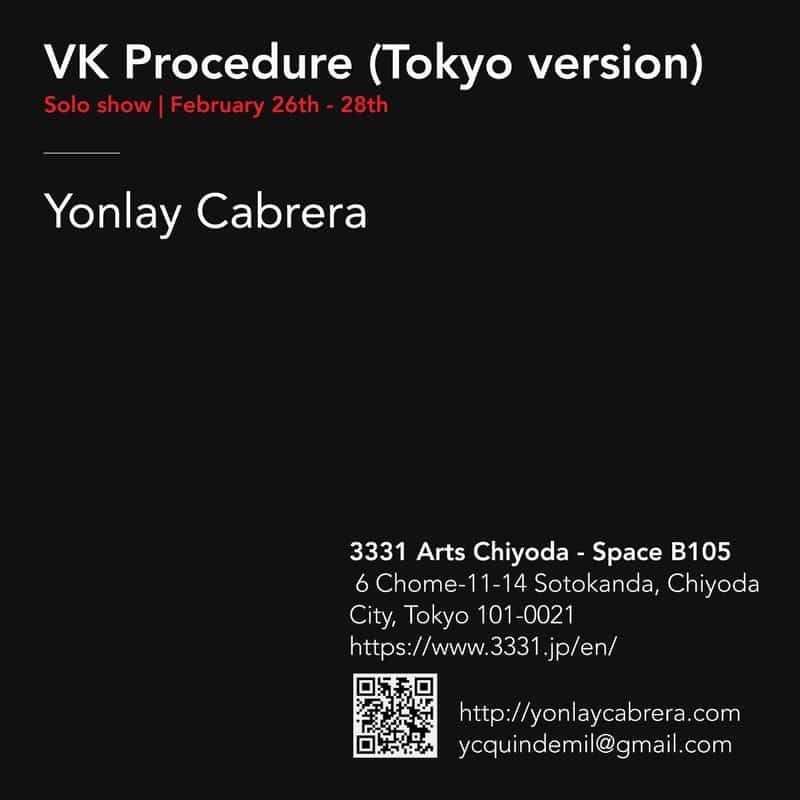 VK Procedure (Tokyo version)
Solo show | February 26th - 28th
Yonlay Cabrera
3331 Arts Chiyoda - Space B105
6 Chome-11-14 Sotokanda, Chiyoda
City, Tokyo 101-0021
https://www.3331.jp/en/
http://yonlaycabrera.com
ycquindemil@gmail.com